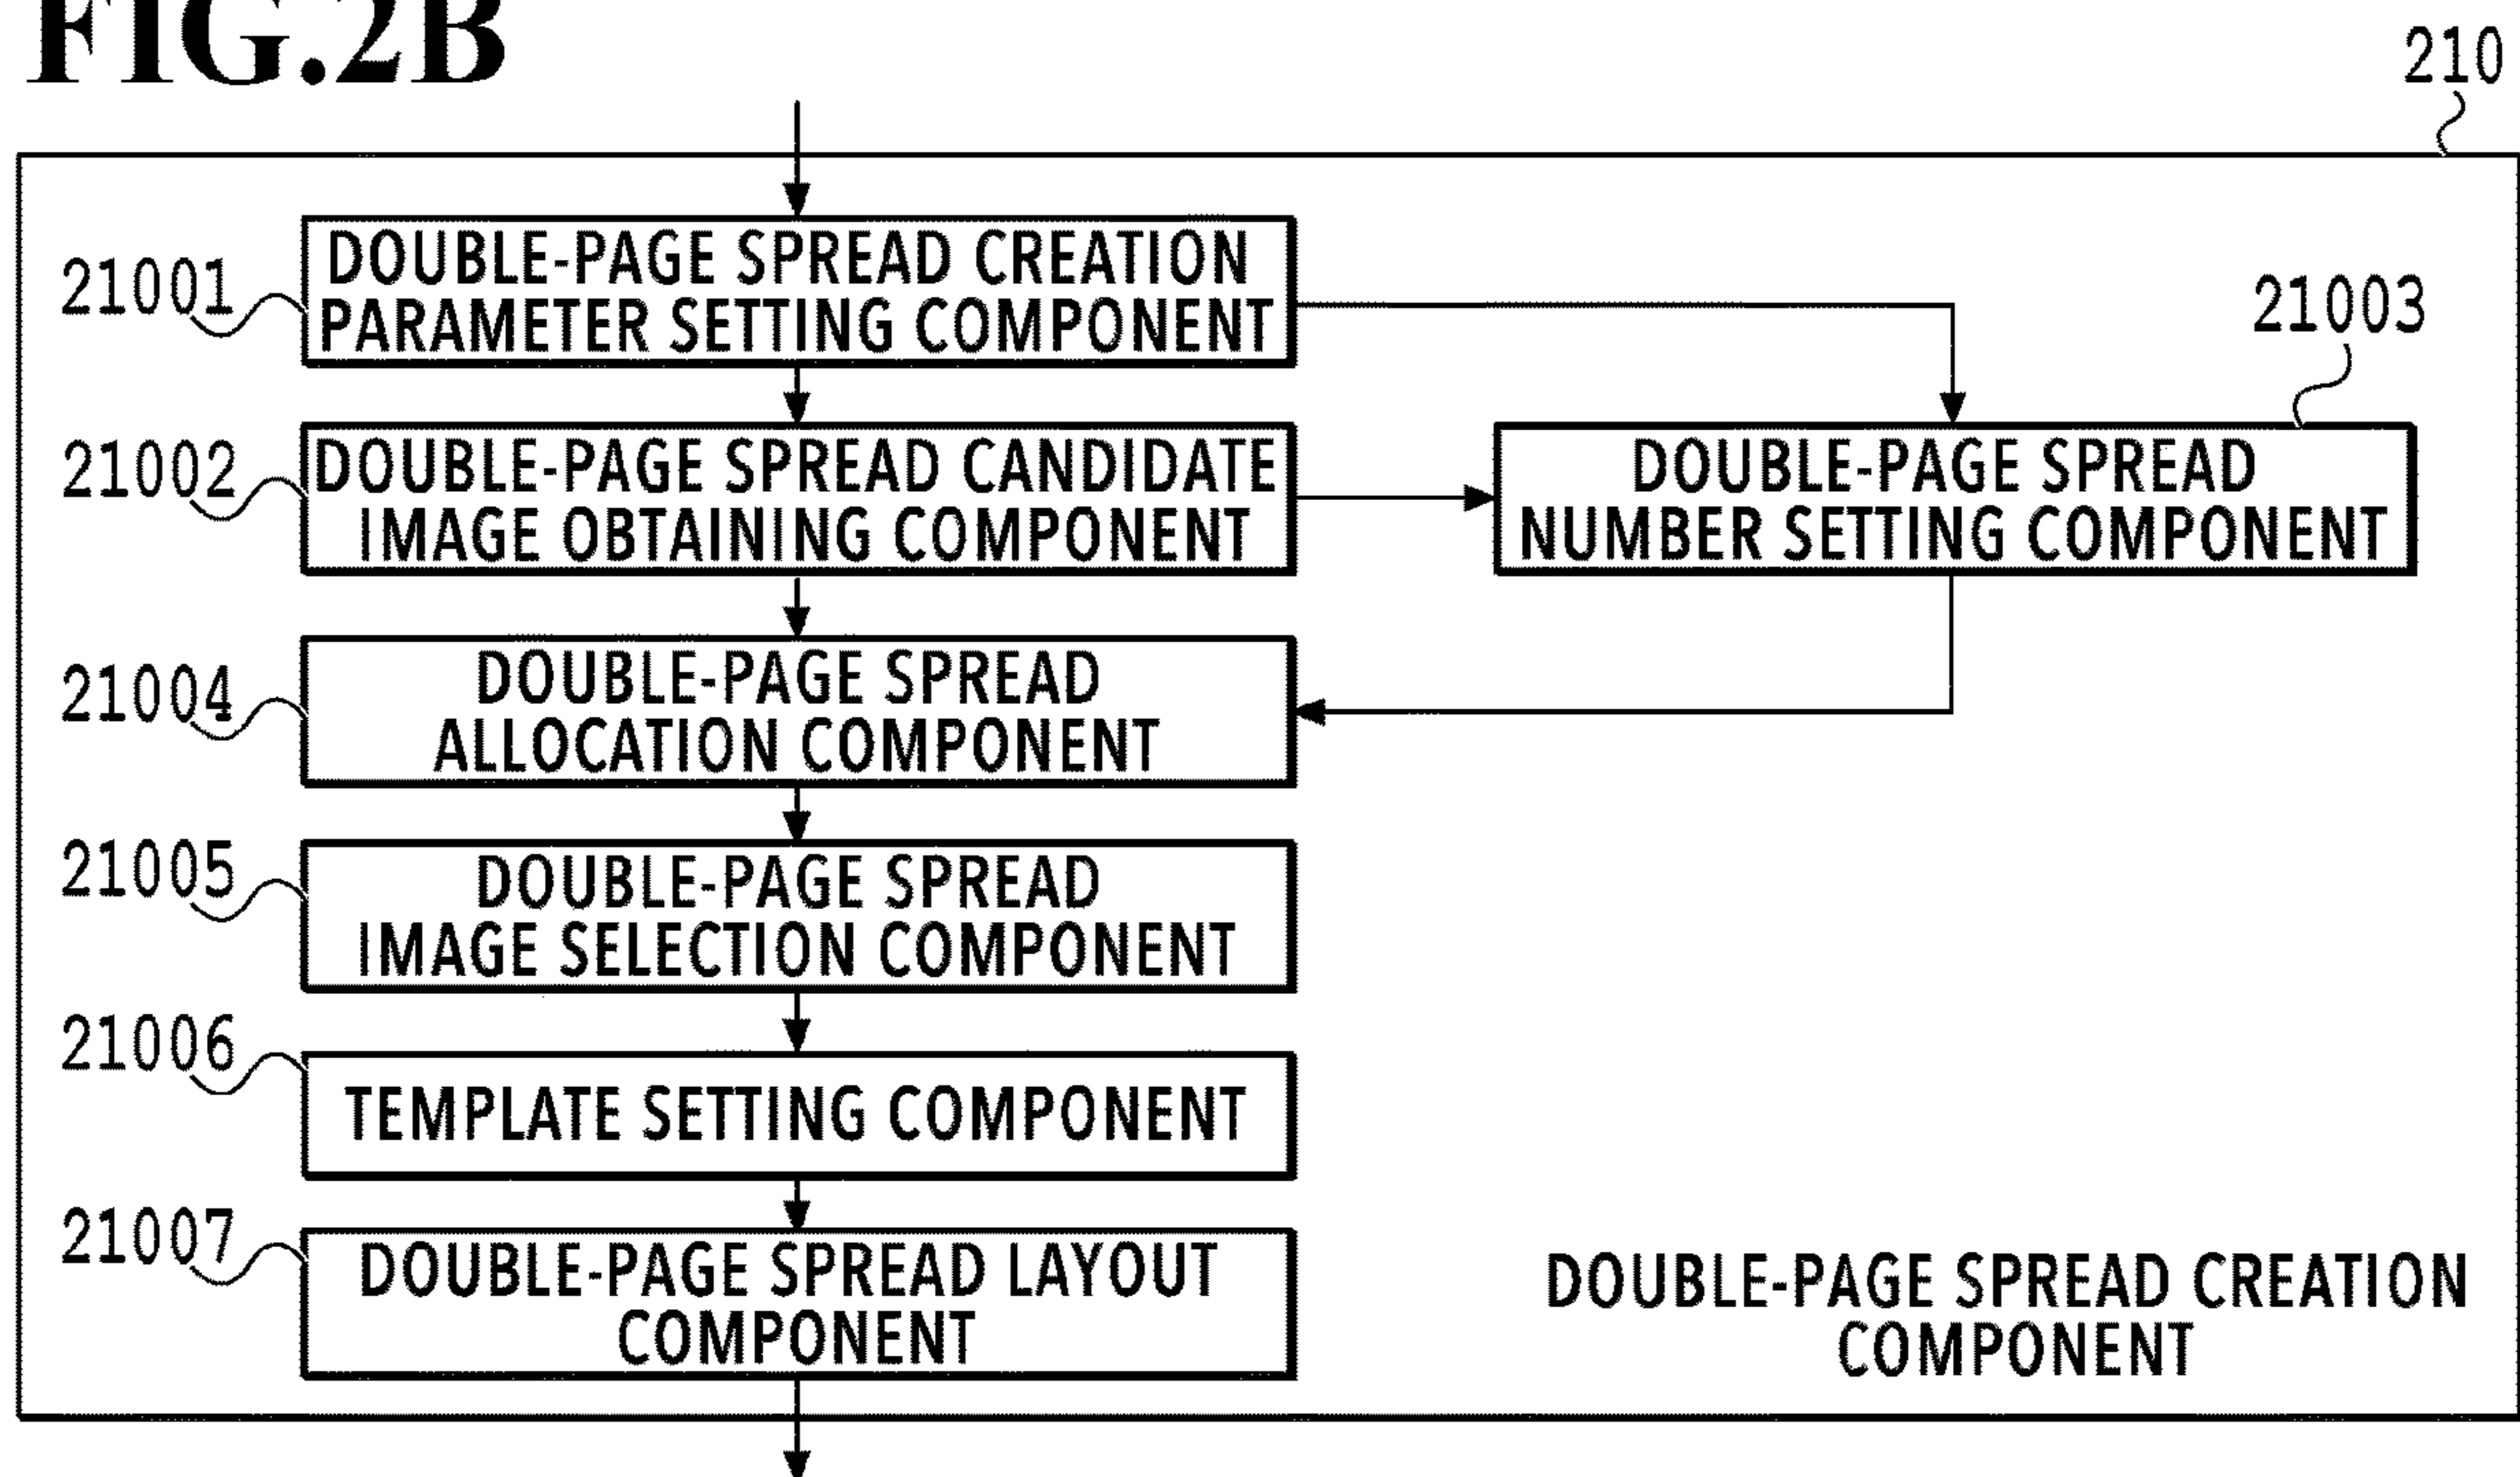 FIG.2B
210
21001
DOUBLE-PAGE SPREAD CREATION
PARAMETER SETTING COMPONENT
21003
21002
DOUBLE-PAGE SPREAD CANDIDATE
IMAGE OBTAINING COMPONENT
DOUBLE-PAGE SPREAD
NUMBER SETTING COMPONENT
21004
DOUBLE-PAGE SPREAD
ALLOCATION COMPONENT
21005
DOUBLE-PAGE SPREAD
IMAGE SELECTION COMPONENT
21006
TEMPLATE SETTING COMPONENT
21007
DOUBLE-PAGE SPREAD LAYOUT
COMPONENT
DOUBLE-PAGE SPREAD CREATION
COMPONENT